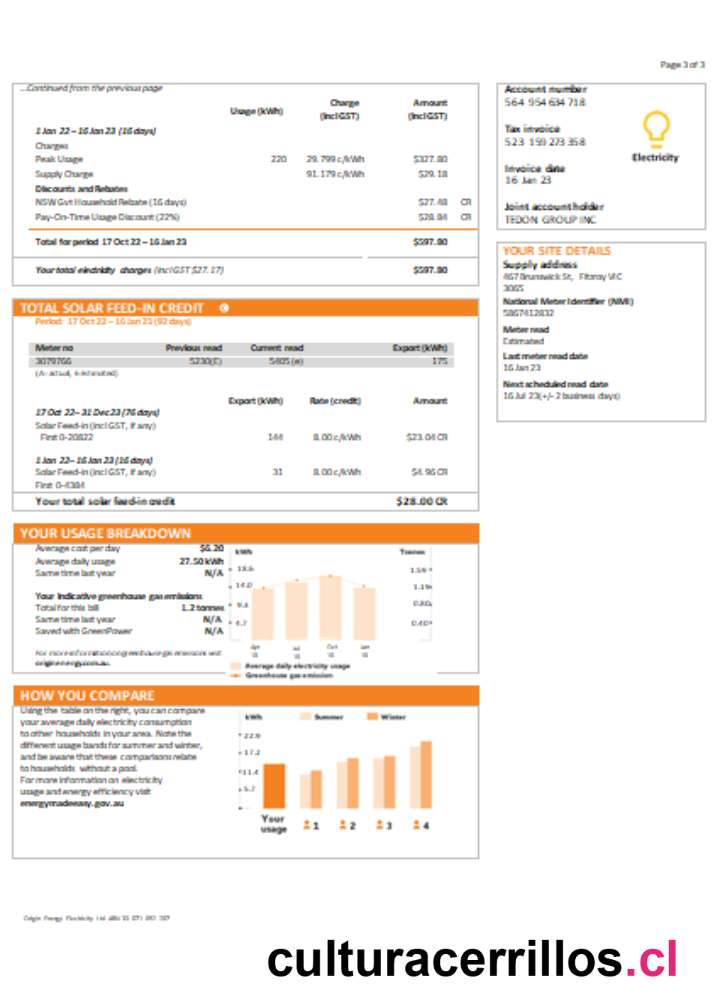 Page 3 of 3
...Continued from the previous page
Usage (kWh) Charge (incl GST) Amount (incl GST)
1 Jan 22 – 16 Jan 23 (16 days)
Charges
Peak Usage 220 29.799 c/kWh $327.80
Supply Charge 91.179 c/kWh $29.18
Discounts and Rebates
NSW Gvt Household Rebate (16 days) $27.48 CR
Pay-On-Time Usage Discount (22%) $28.84 CR
Total for period 17 Oct 22 – 16 Jan 23 $597.80
Your total electricity charges (incl GST $27.17) $597.80
Account number
564 954 634 718
Tax invoice
523 159 273 358
Invoice date
16 Jan 23
Joint account holder
TEDON GROUP INC
Electricity
YOUR SITE DETAILS
Supply address
467 Brunswick St, Fitzroy VIC
3065
National Meter Identifier (NMI)
5867412832
Meter read
Estimated
Last meter read date
16 Jan 23
Next scheduled read date
16 Jul 23(+/- 2 business days)
TOTAL SOLAR FEED-IN CREDIT
Period: 17 Oct 22 – 16 Jan 23 (92 days)
Meter no Previous read Current read Export (kWh)
3079766 5230(E) 5405 (e) 175
(A- actual, e-estimated)
Export (kWh) Rate (credit) Amount
17 Oct 22– 31 Dec 23 (76 days)
Solar Feed-in (incl GST, if any)
First 0-20822 144 8.00 c/kWh $23.04 CR
1 Jan 22 – 16 Jan 23 (16 days)
Solar Feed-in (incl GST, if any) 31 8.00 c/kWh $4.96 CR
First 0-4384
Your total solar feed-in credit $28.00 CR
YOUR USAGE BREAKDOWN
Average cost per day $6.20
Average daily usage 27.50 kWh
Same time last year N/A
Your indicative greenhouse gas emissions
Total for this bill 1.2 tonnes
Same time last year N/A
Saved with GreenPower N/A
For more information on greenhouse gas emissions visit
originenergy.com.au.
kWh Tonnes
18.6 1.59
14.0 1.19
9.3 0.80
4.7 0.40
Apr Jul Oct Jan
Average daily electricity usage
Greenhouse gas emission
HOW YOU COMPARE
Using the table on the right, you can compare
your average daily electricity consumption
to other households in your area. Note the
different usage bands for summer and winter,
and be aware that these comparisons relate
to households without a pool.
For more information on electricity
usage and energy efficiency visit
energymadeeasy.gov.au
kWh Summer Winter
22.9
17.2
11.4
5.7
Your usage 1 2 3 4
Origin Energy Electricity Ltd ABN 33 071 052 287
culturacerrillos.cl